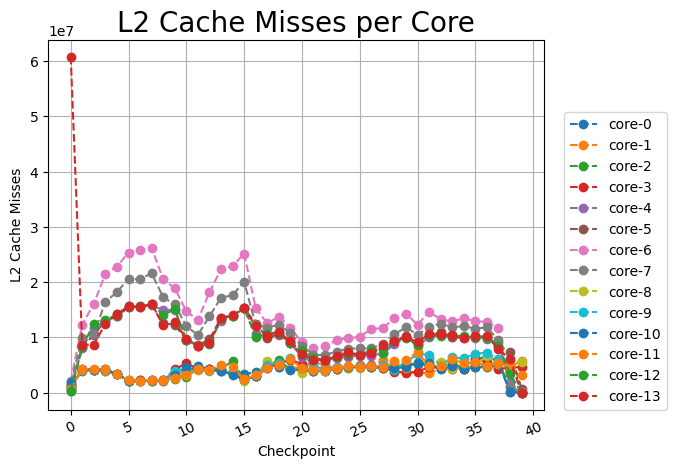 L2 Cache Misses per Core
1e7
6
5
4
3
2
1
0
L2 Cache Misses
0 5 10 15 20 25 30 35 40
Checkpoint
core-0
core-1
core-2
core-3
core-4
core-5
core-6
core-7
core-8
core-9
core-10
core-11
core-12
core-13